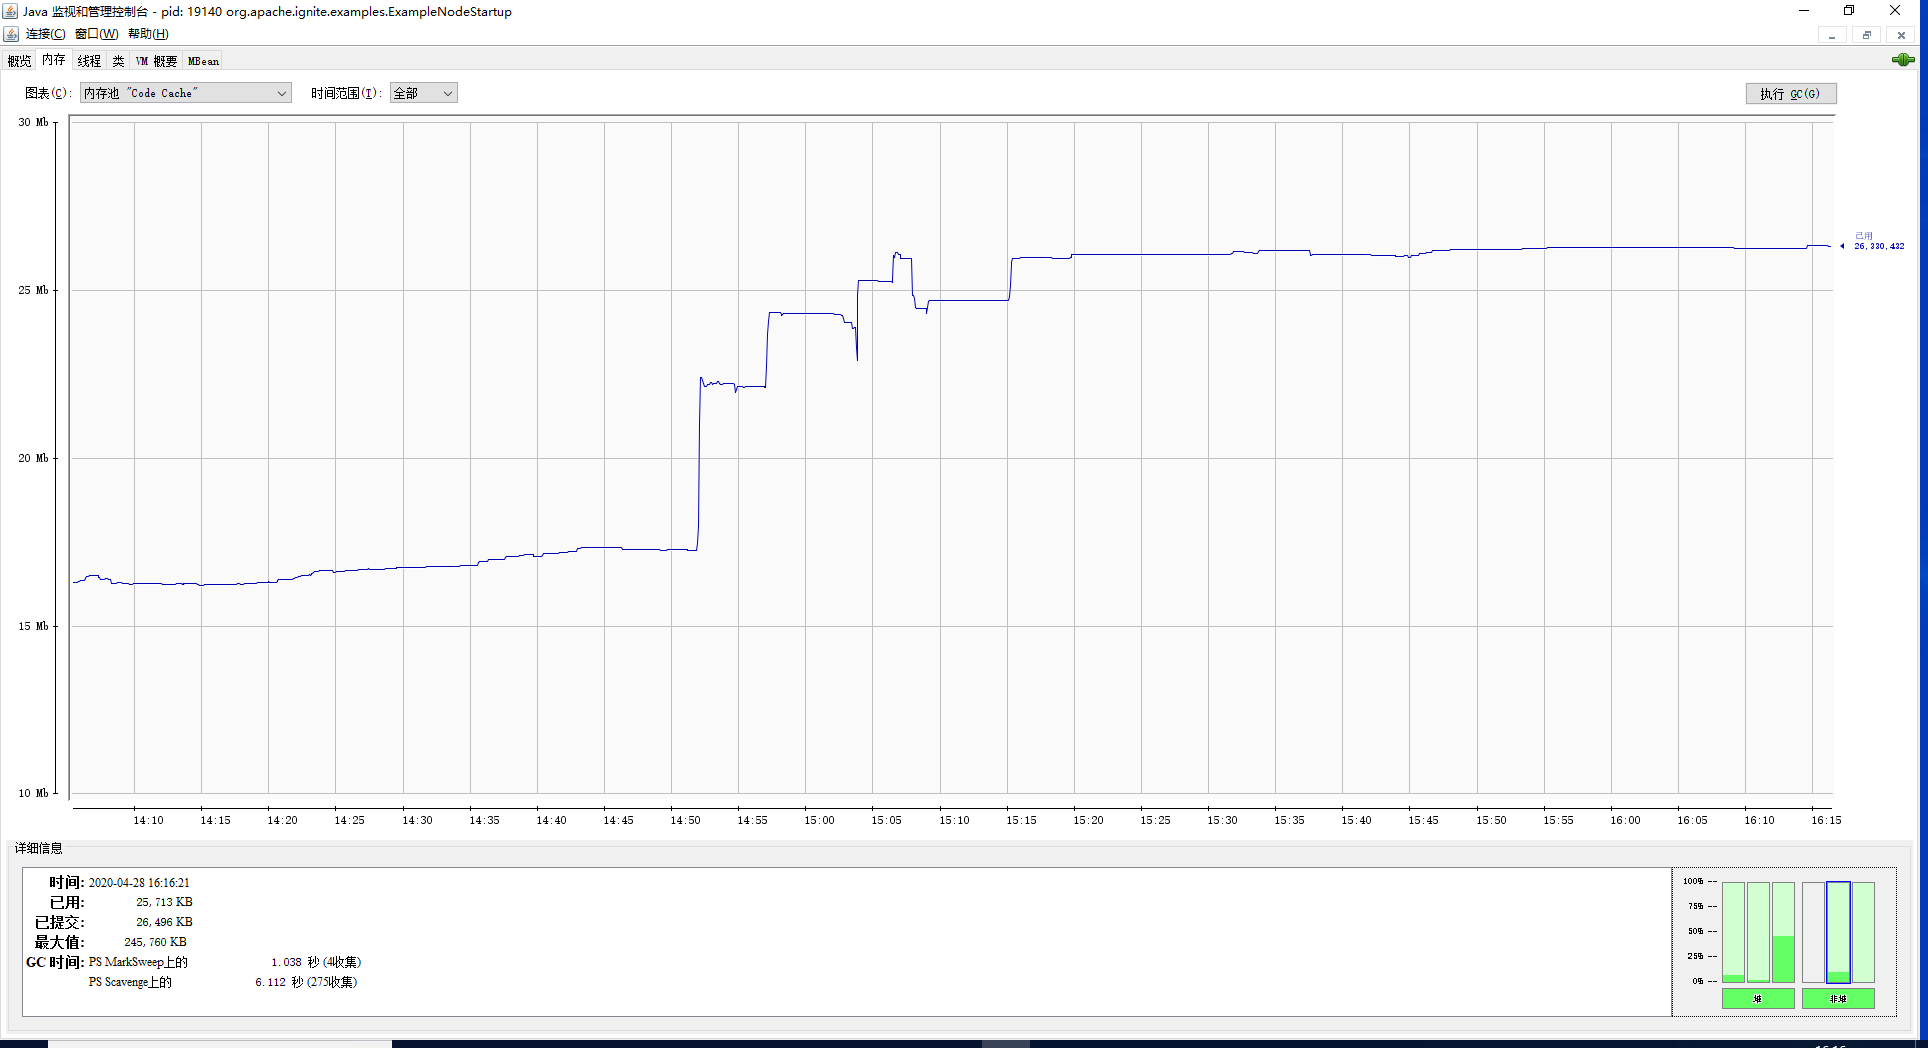 Java 监视和管理控制台 - pid: 19140 org.apache.ignite.examples.ExampleNodeStartup
连接(C) 窗口(W) 帮助(H)
概览 内存 线程 类 VM 概要 MBean
图表(C): 内存池 "Code Cache" 时间范围(I): 全部 执行 GC(G)
30 Mb
已用
26,330,432
25 Mb
20 Mb
15 Mb
10 Mb
14:10 14:15 14:20 14:25 14:30 14:35 14:40 14:45 14:50 14:55 15:00 15:05 15:10 15:15 15:20 15:25 15:30 15:35 15:40 15:45 15:50 15:55 16:00 16:05 16:10 16:15
详细信息
时间: 2020-04-28 16:16:21
已用: 25,713 KB
已提交: 26,496 KB
最大值: 245,760 KB
GC 时间: PS MarkSweep上的 1.038 秒 (4收集)
PS Scavenge上的 6.112 秒 (275收集)
100% --
75% --
50% --
25% --
0% --
堆 非堆